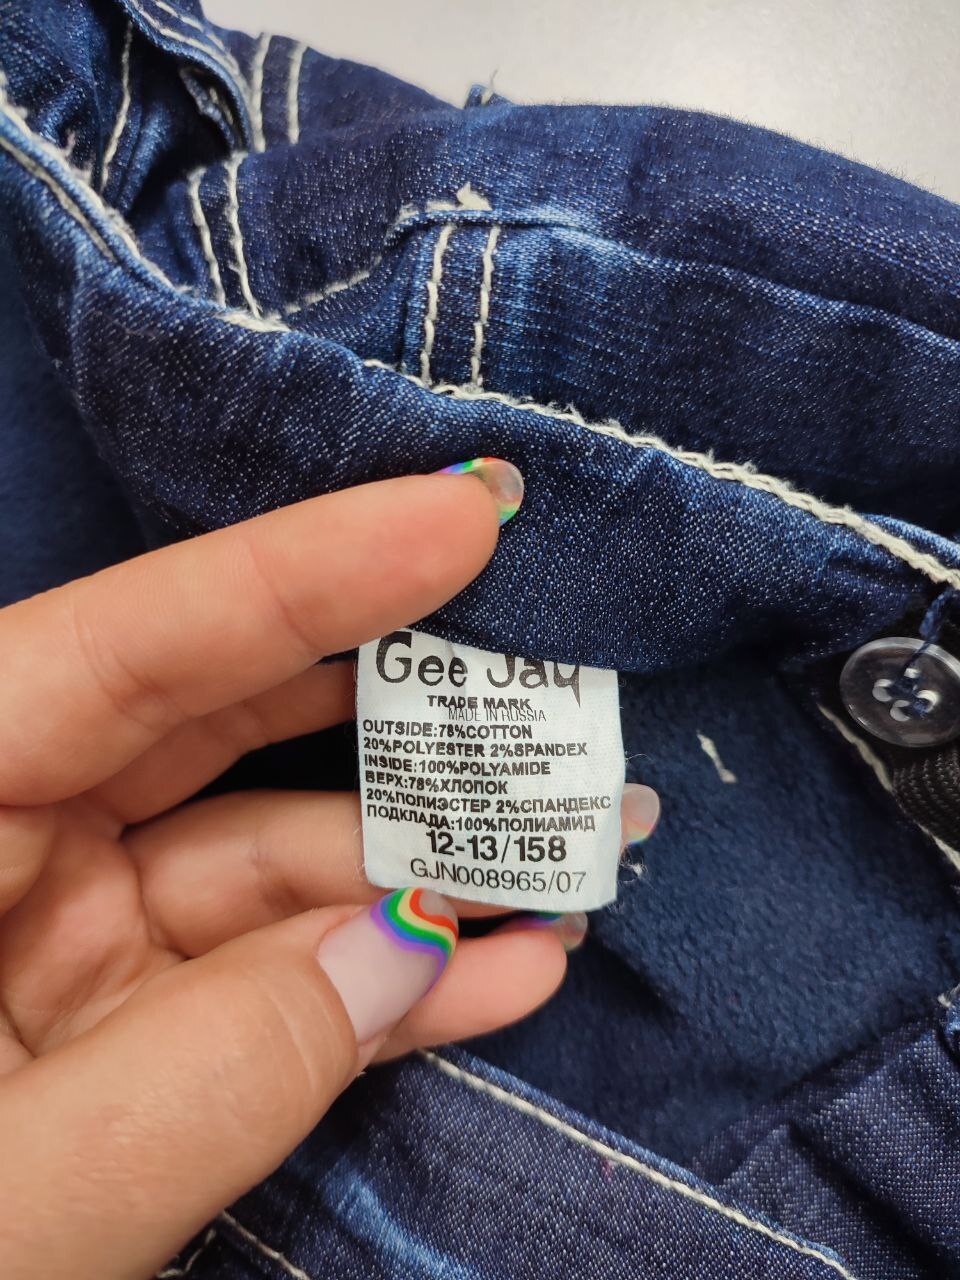 Gee Jay
TRADE MARK
MADE IN RUSSIA
OUTSIDE:78%COTTON
20%POLYESTER 2%SPANDEX
INSIDE:100%POLYAMIDE
ВЕРХ:78%ХЛОПОК
20%ПОЛИЭСТЕР 2%СПАНДЕКС
ПОДКЛАДА:100%ПОЛИАМИД
12-13/158
GJN008965/07